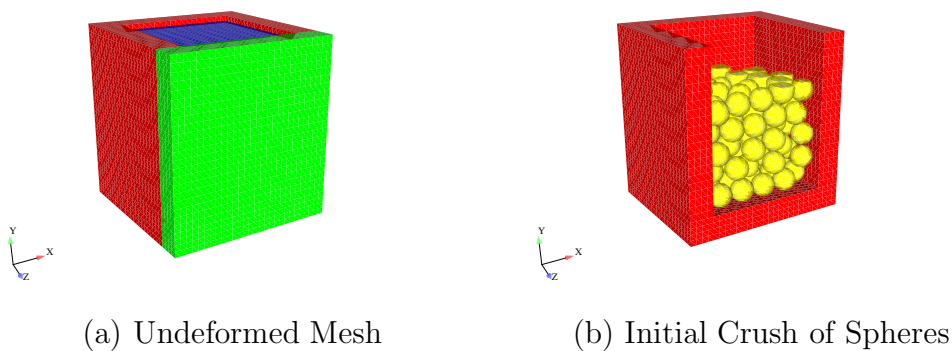 Y
X
Z
Y
X
Z
(a) Undeformed Mesh
(b) Initial Crush of Spheres